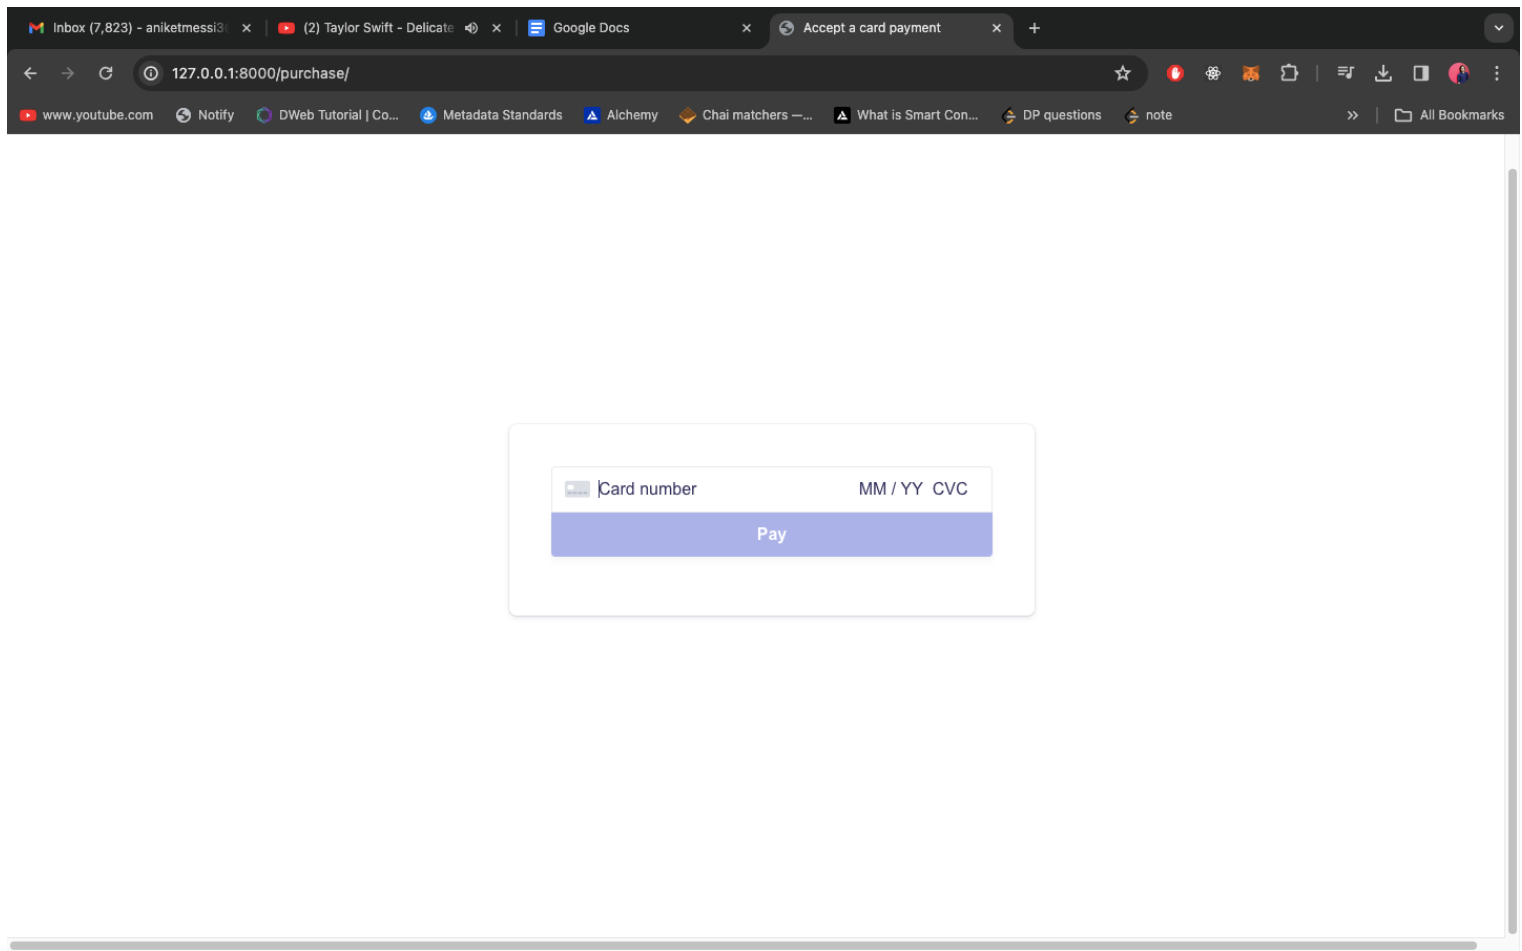 Inbox (7,823) - aniketmessi3
(2) Taylor Swift - Delicate
Google Docs
Accept a card payment
127.0.0.1:8000/purchase/
www.youtube.com
Notify
DWeb Tutorial | Co...
Metadata Standards
Alchemy
Chai matchers —...
What is Smart Con...
DP questions
note
All Bookmarks
Card number MM / YY CVC
Pay